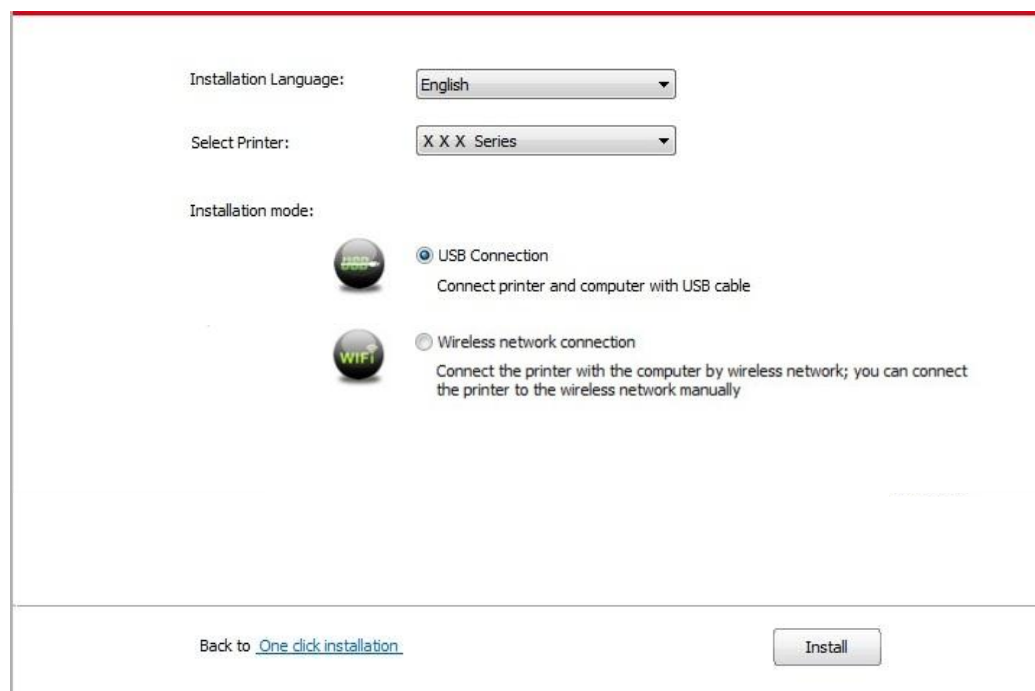 Installation Language:
English
Select Printer:
X X X Series
Installation mode:
USB
USB Connection
Connect printer and computer with USB cable
WiFi
Wireless network connection
Connect the printer with the computer by wireless network; you can connect
the printer to the wireless network manually
Back to One click installation
Install